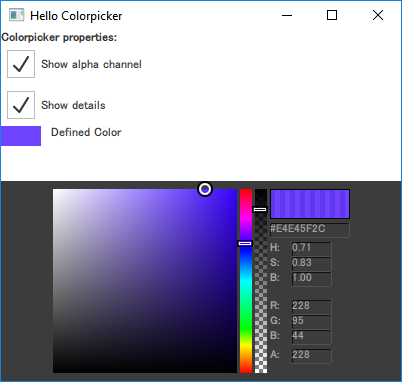 Hello Colorpicker
Colorpicker properties:
Show alpha channel
Show details
Defined Color
#E4E45F2C
H: 0.71
S: 0.83
B: 1.00
R: 228
G: 95
B: 44
A: 228